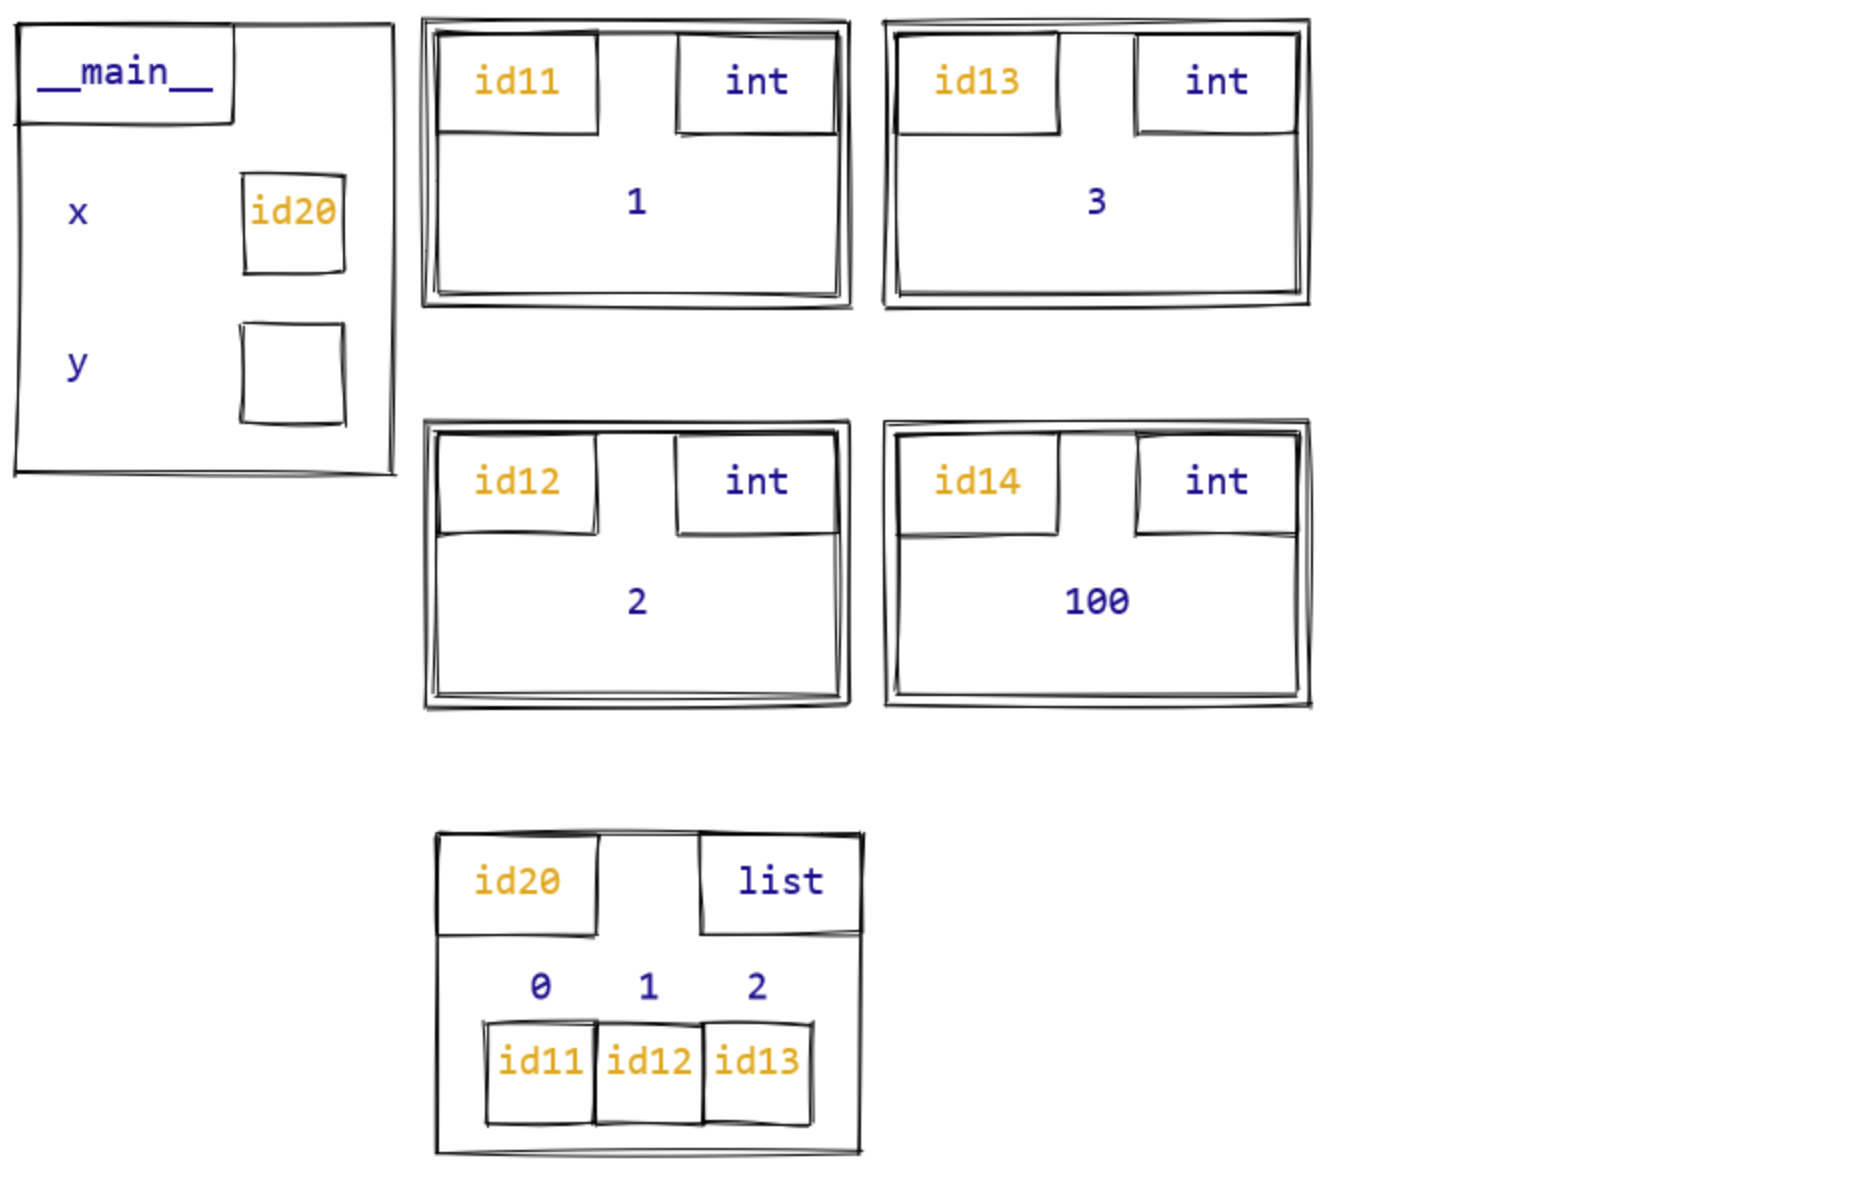 __main__
x id20
y
id11 int
1
id13 int
3
id12 int
2
id14 int
100
id20 list
0 1 2
id11 id12 id13